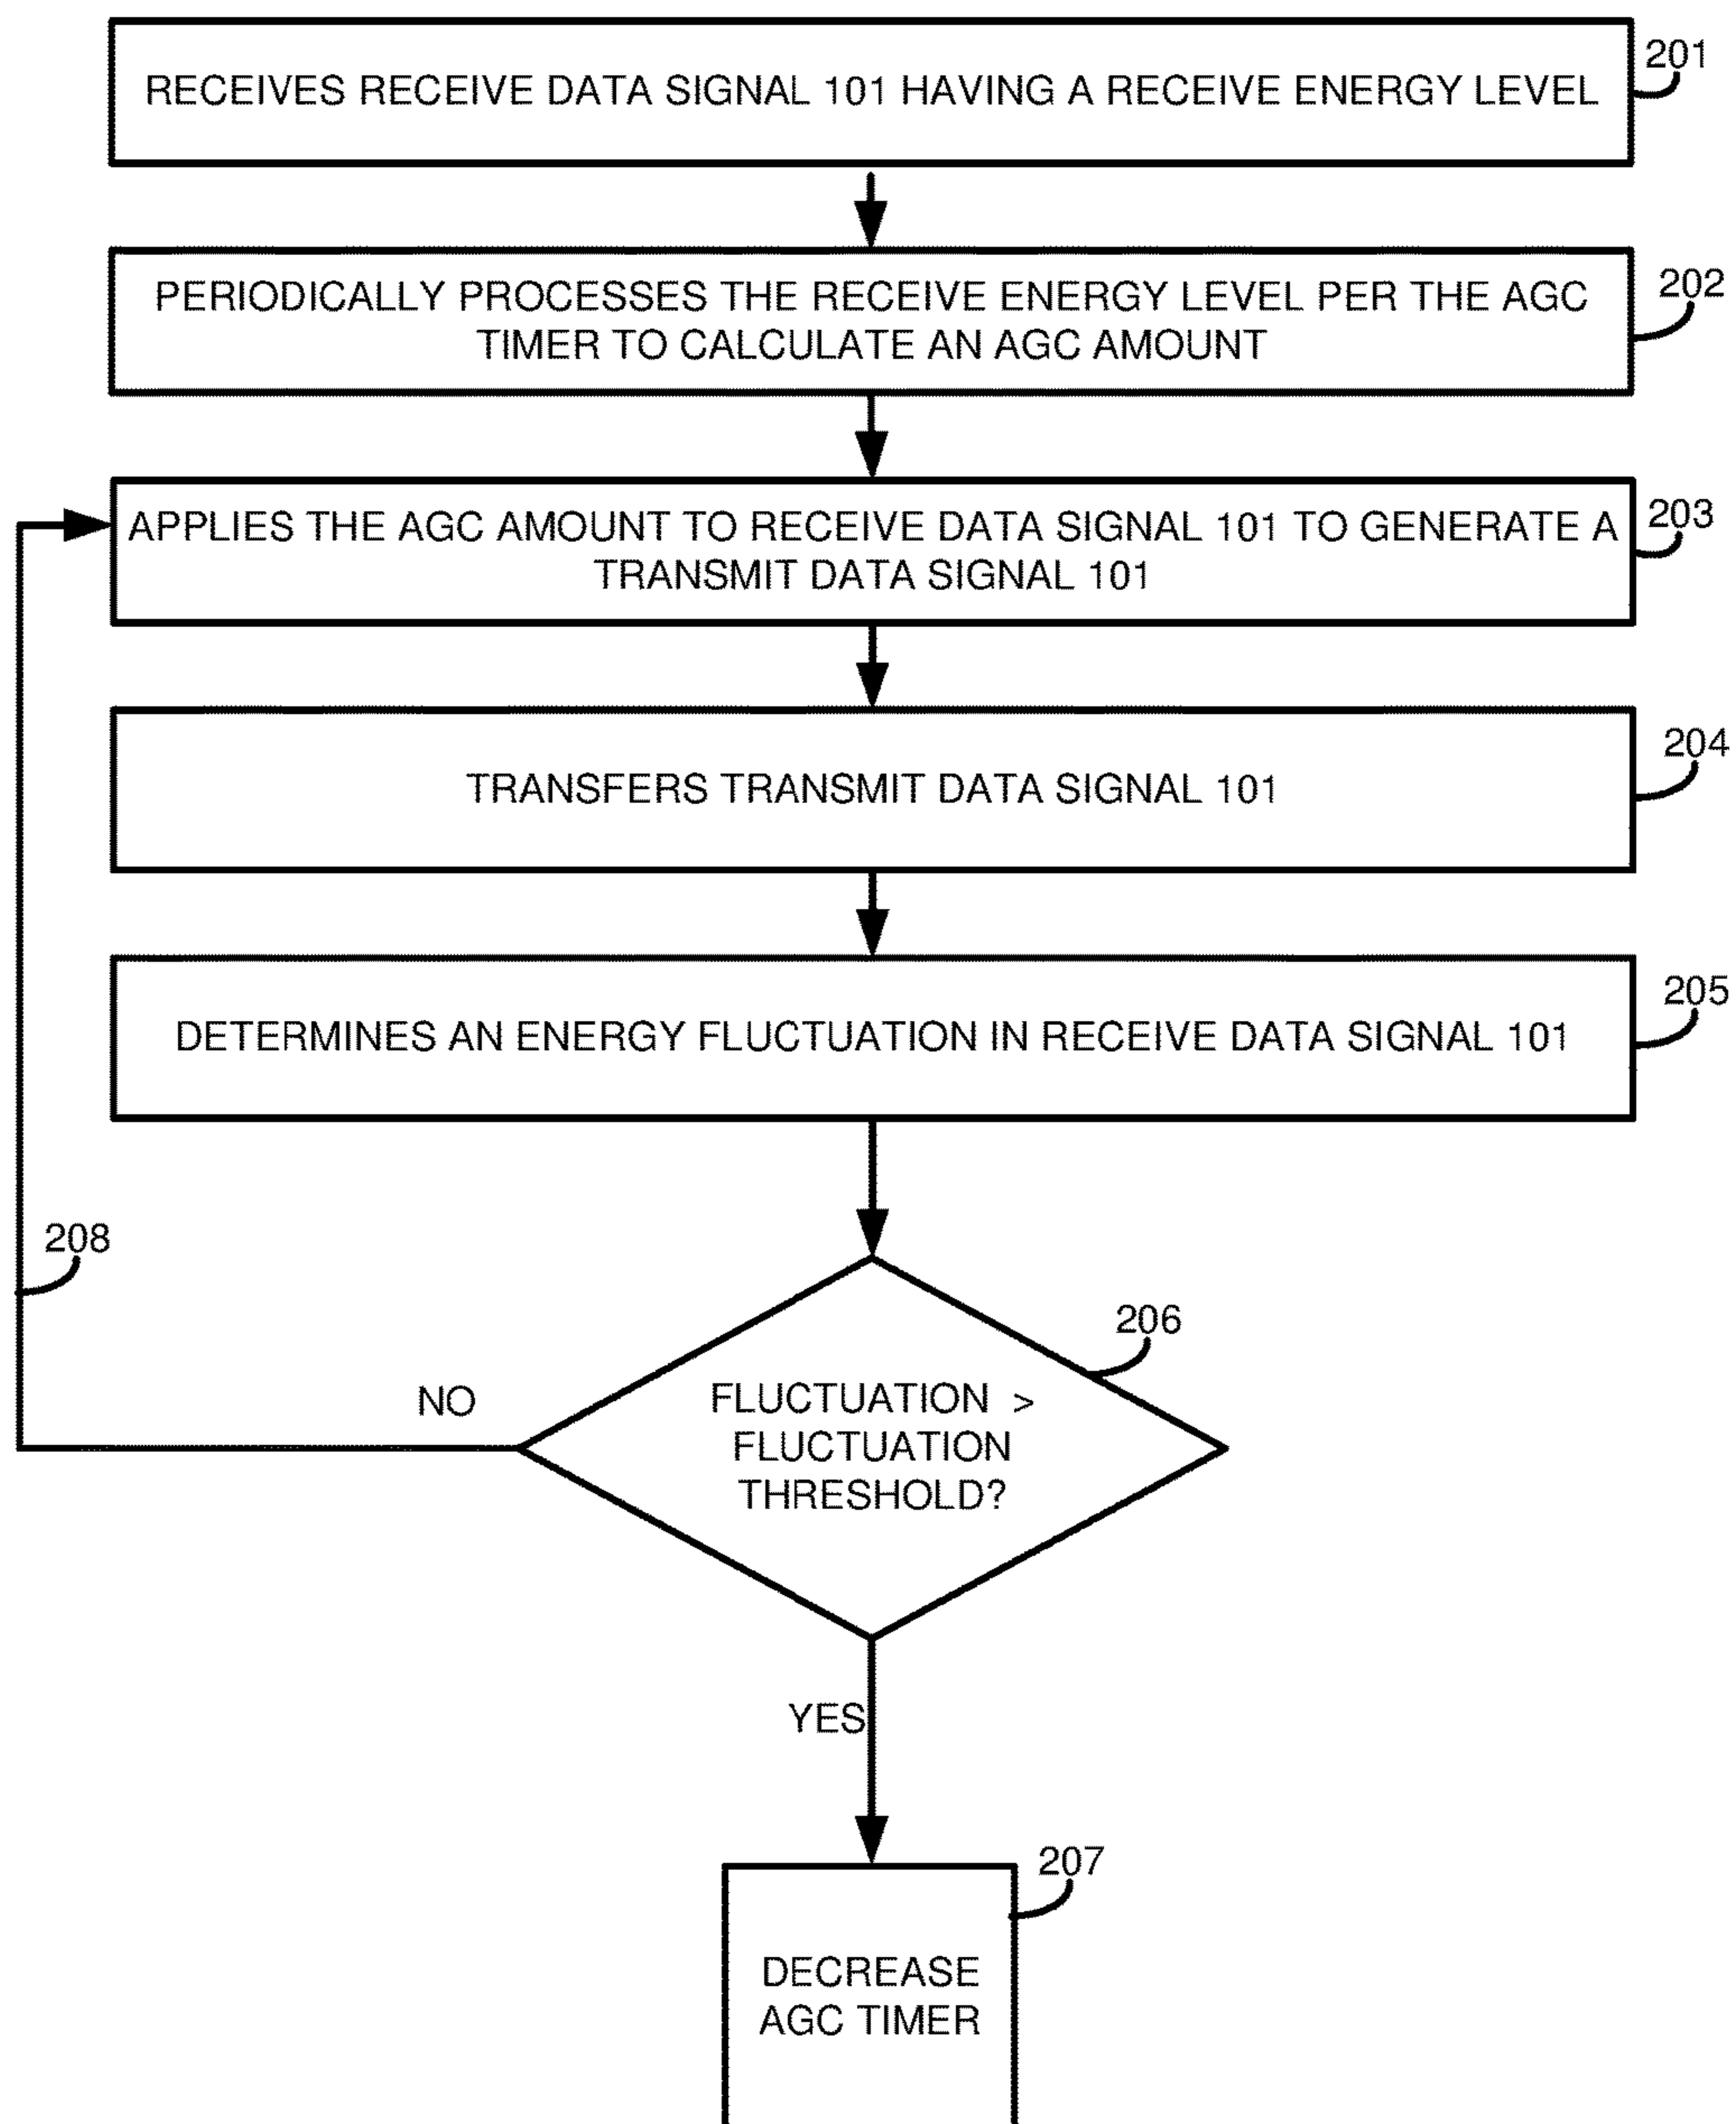 RECEIVES RECEIVE DATA SIGNAL 101 HAVING A RECEIVE ENERGY LEVEL
201
PERIODICALLY PROCESSES THE RECEIVE ENERGY LEVEL PER THE AGC
TIMER TO CALCULATE AN AGC AMOUNT
202
APPLIES THE AGC AMOUNT TO RECEIVE DATA SIGNAL 101 TO GENERATE A
TRANSMIT DATA SIGNAL 101
203
TRANSFERS TRANSMIT DATA SIGNAL 101
204
DETERMINES AN ENERGY FLUCTUATION IN RECEIVE DATA SIGNAL 101
205
208
206
NO
FLUCTUATION >
FLUCTUATION
THRESHOLD?
YES
207
DECREASE
AGC TIMER